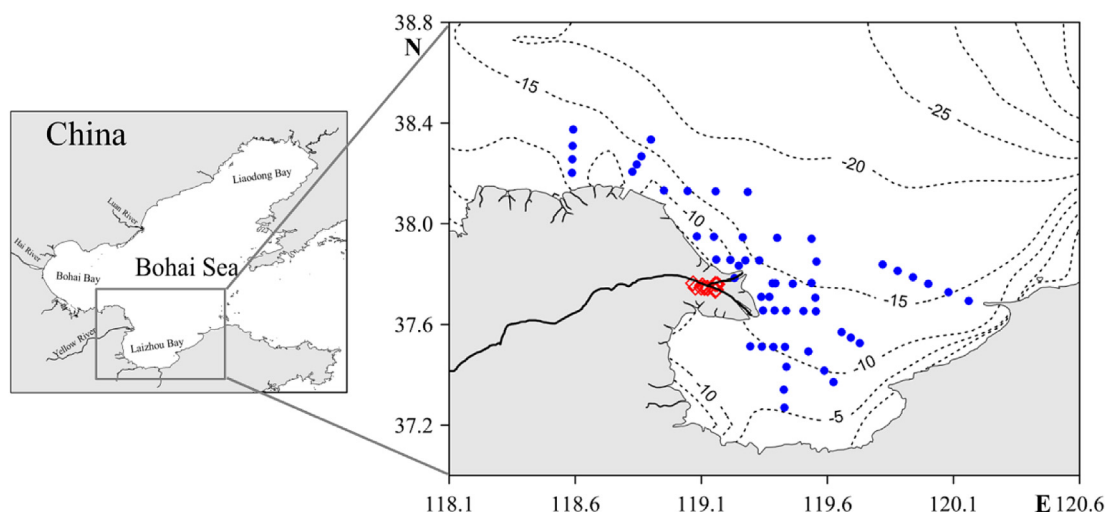 China
Liaodong Bay
Luan River
Hai River
Bohai Bay
Bohai Sea
Yellow River
Laizhou Bay
38.8
N
38.4
38.0
37.6
37.2
-15
-25
-20
-10
-15
-10
-10
-5
118.1
118.6
119.1
119.6
120.1
E 120.6